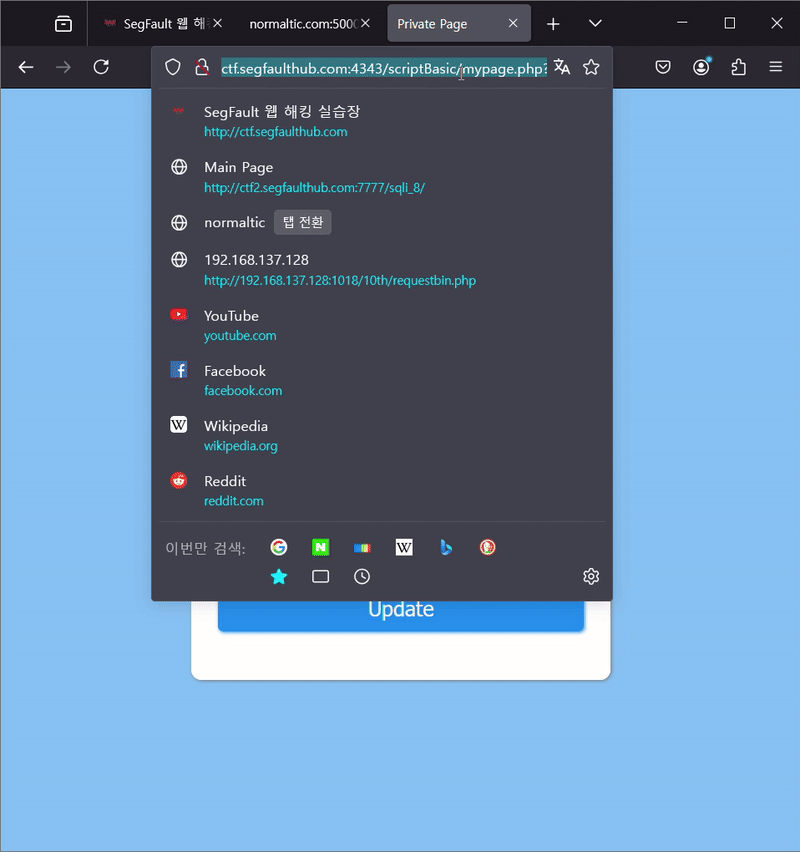 SegFault 웹 해킹
normaltic.com:5000
Private Page
ctf.segfaulthub.com:4343/scriptBasic/mypage.php?
SegFault 웹 해킹 실습장
http://ctf.segfaulthub.com
Main Page
http://ctf2.segfaulthub.com:7777/sqli_8/
normaltic 탭 전환
192.168.137.128
http://192.168.137.128:1018/10th/requestbin.php
YouTube
youtube.com
Facebook
facebook.com
Wikipedia
wikipedia.org
Reddit
reddit.com
이번만 검색:
Update